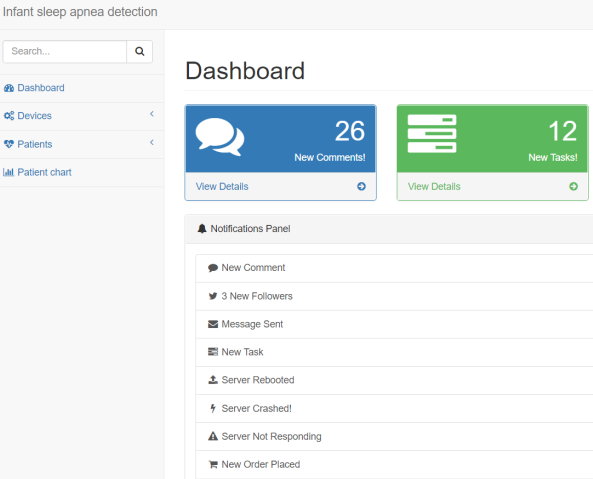 Infant sleep apnea detection
Search...
Dashboard
Devices
Patients
Patient chart
Dashboard
26
New Comments!
View Details
12
New Tasks!
View Details
Notifications Panel
New Comment
3 New Followers
Message Sent
New Task
Server Rebooted
Server Crashed!
Server Not Responding
New Order Placed